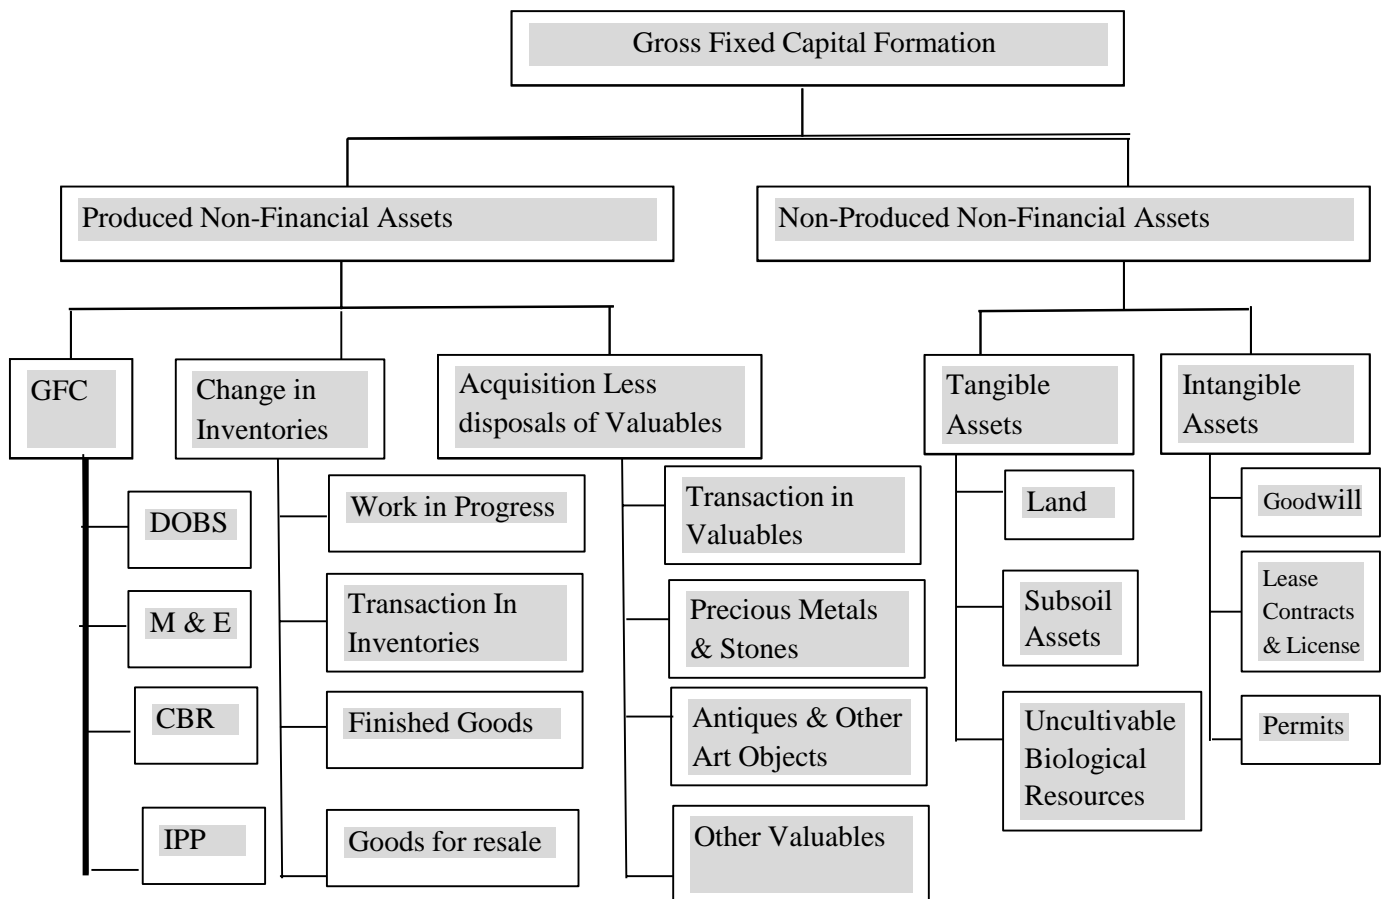 Gross Fixed Capital Formation
Produced Non-Financial Assets
Non-Produced Non-Financial Assets
GFC
Change in
Inventories
Acquisition Less
disposals of Valuables
Tangible
Assets
Intangible
Assets
DOBS
M & E
CBR
IPP
Work in Progress
Transaction In
Inventories
Finished Goods
Goods for resale
Transaction in
Valuables
Precious Metals
& Stones
Antiques & Other
Art Objects
Other Valuables
Land
Subsoil
Assets
Uncultivable
Biological
Resources
Goodwill
Lease
Contracts
& License
Permits